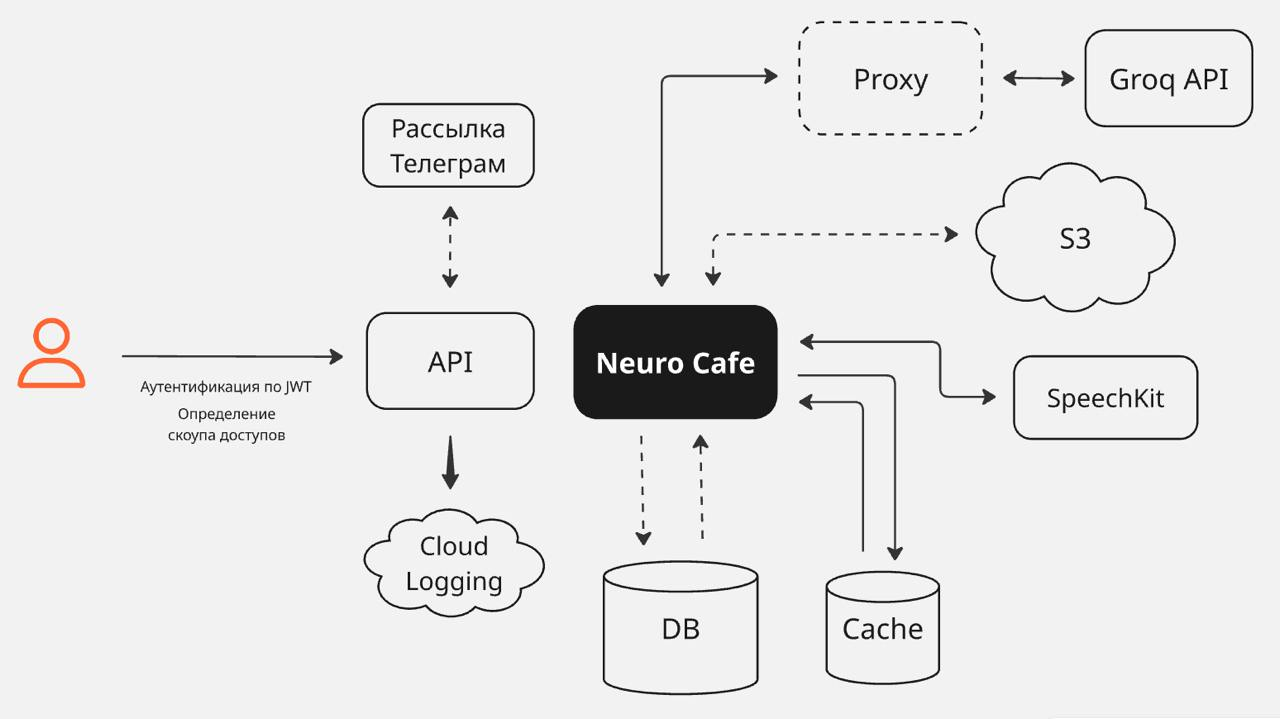 Proxy
Groq API
Рассылка
Телеграм
S3
API
Neuro Cafe
Аутентификация по JWT
Определение
скоупа доступов
SpeechKit
Cloud
Logging
DB
Cache